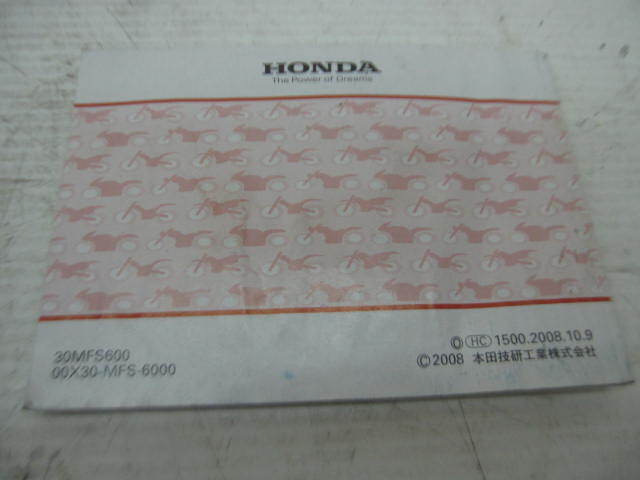 HONDA
The Power of Dreams
30MFS600
00X30-MFS-6000
Ⓞ HC 1500.2008.10.9
©2008 本田技研工業株式会社